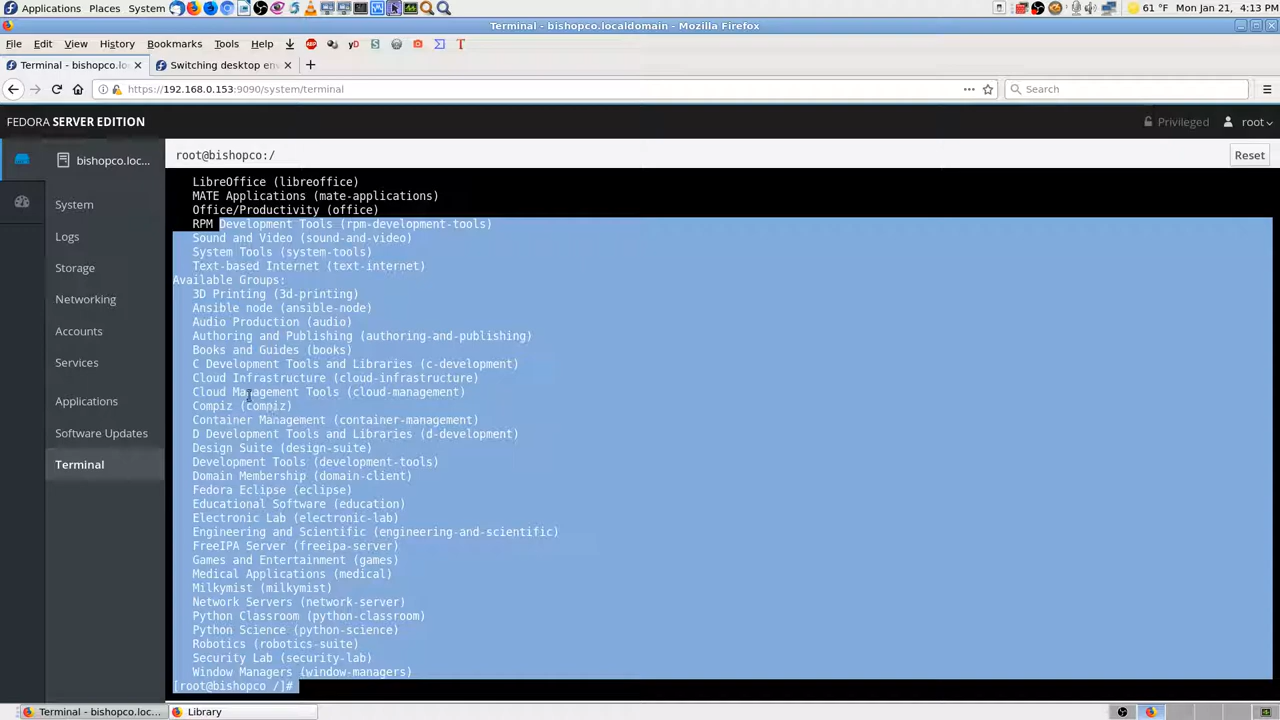 Applications Places System
61 °F Mon Jan 21, 4:13 PM
Terminal - bishopco.localdomain - Mozilla Firefox
File Edit View History Bookmarks Tools Help
Terminal - bishopco.lo
Switching desktop en
https://192.168.0.153:9090/system/terminal
Search
FEDORA SERVER EDITION
Privileged
root
bishopco.loc...
root@bishopco:/
Reset
System
Logs
Storage
Networking
Accounts
Services
Applications
Software Updates
Terminal
LibreOffice (libreoffice)
MATE Applications (mate-applications)
Office/Productivity (office)
RPM Development Tools (rpm-development-tools)
Sound and Video (sound-and-video)
System Tools (system-tools)
Text-based Internet (text-internet)
Available Groups:
3D Printing (3d-printing)
Ansible node (ansible-node)
Audio Production (audio)
Authoring and Publishing (authoring-and-publishing)
Books and Guides (books)
C Development Tools and Libraries (c-development)
Cloud Infrastructure (cloud-infrastructure)
Cloud Management Tools (cloud-management)
Compiz (compiz)
Container Management (container-management)
D Development Tools and Libraries (d-development)
Design Suite (design-suite)
Development Tools (development-tools)
Domain Membership (domain-client)
Fedora Eclipse (eclipse)
Educational Software (education)
Electronic Lab (electronic-lab)
Engineering and Scientific (engineering-and-scientific)
FreeIPA Server (freeipa-server)
Games and Entertainment (games)
Medical Applications (medical)
Milkymist (milkymist)
Network Servers (network-server)
Python Classroom (python-classroom)
Python Science (python-science)
Robotics (robotics-suite)
Security Lab (security-lab)
Window Managers (window-managers)
[root@bishopco /]#
Terminal - bishopco.loc...
Library